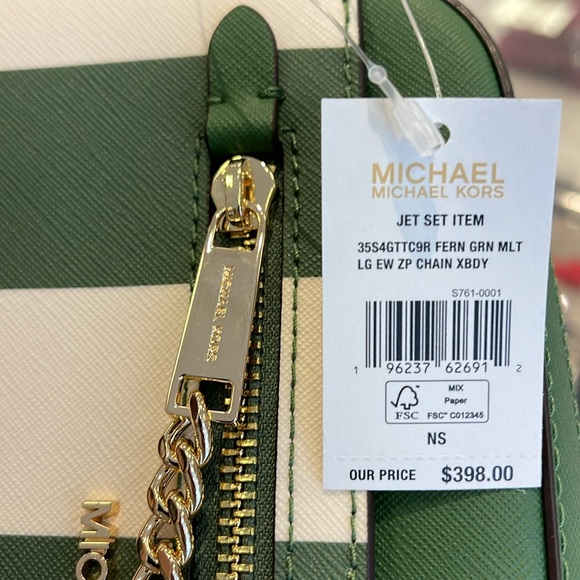 MICHAEL
MICHAEL KORS
JET SET ITEM
35S4GTTC9R FERN GRN MLT
LG EW ZP CHAIN XBDY
S761-0001
1 96237 62691 2
FSC
MIX
Paper
FSC™ C012345
NS
OUR PRICE $398.00
MICHAEL KORS
MIC